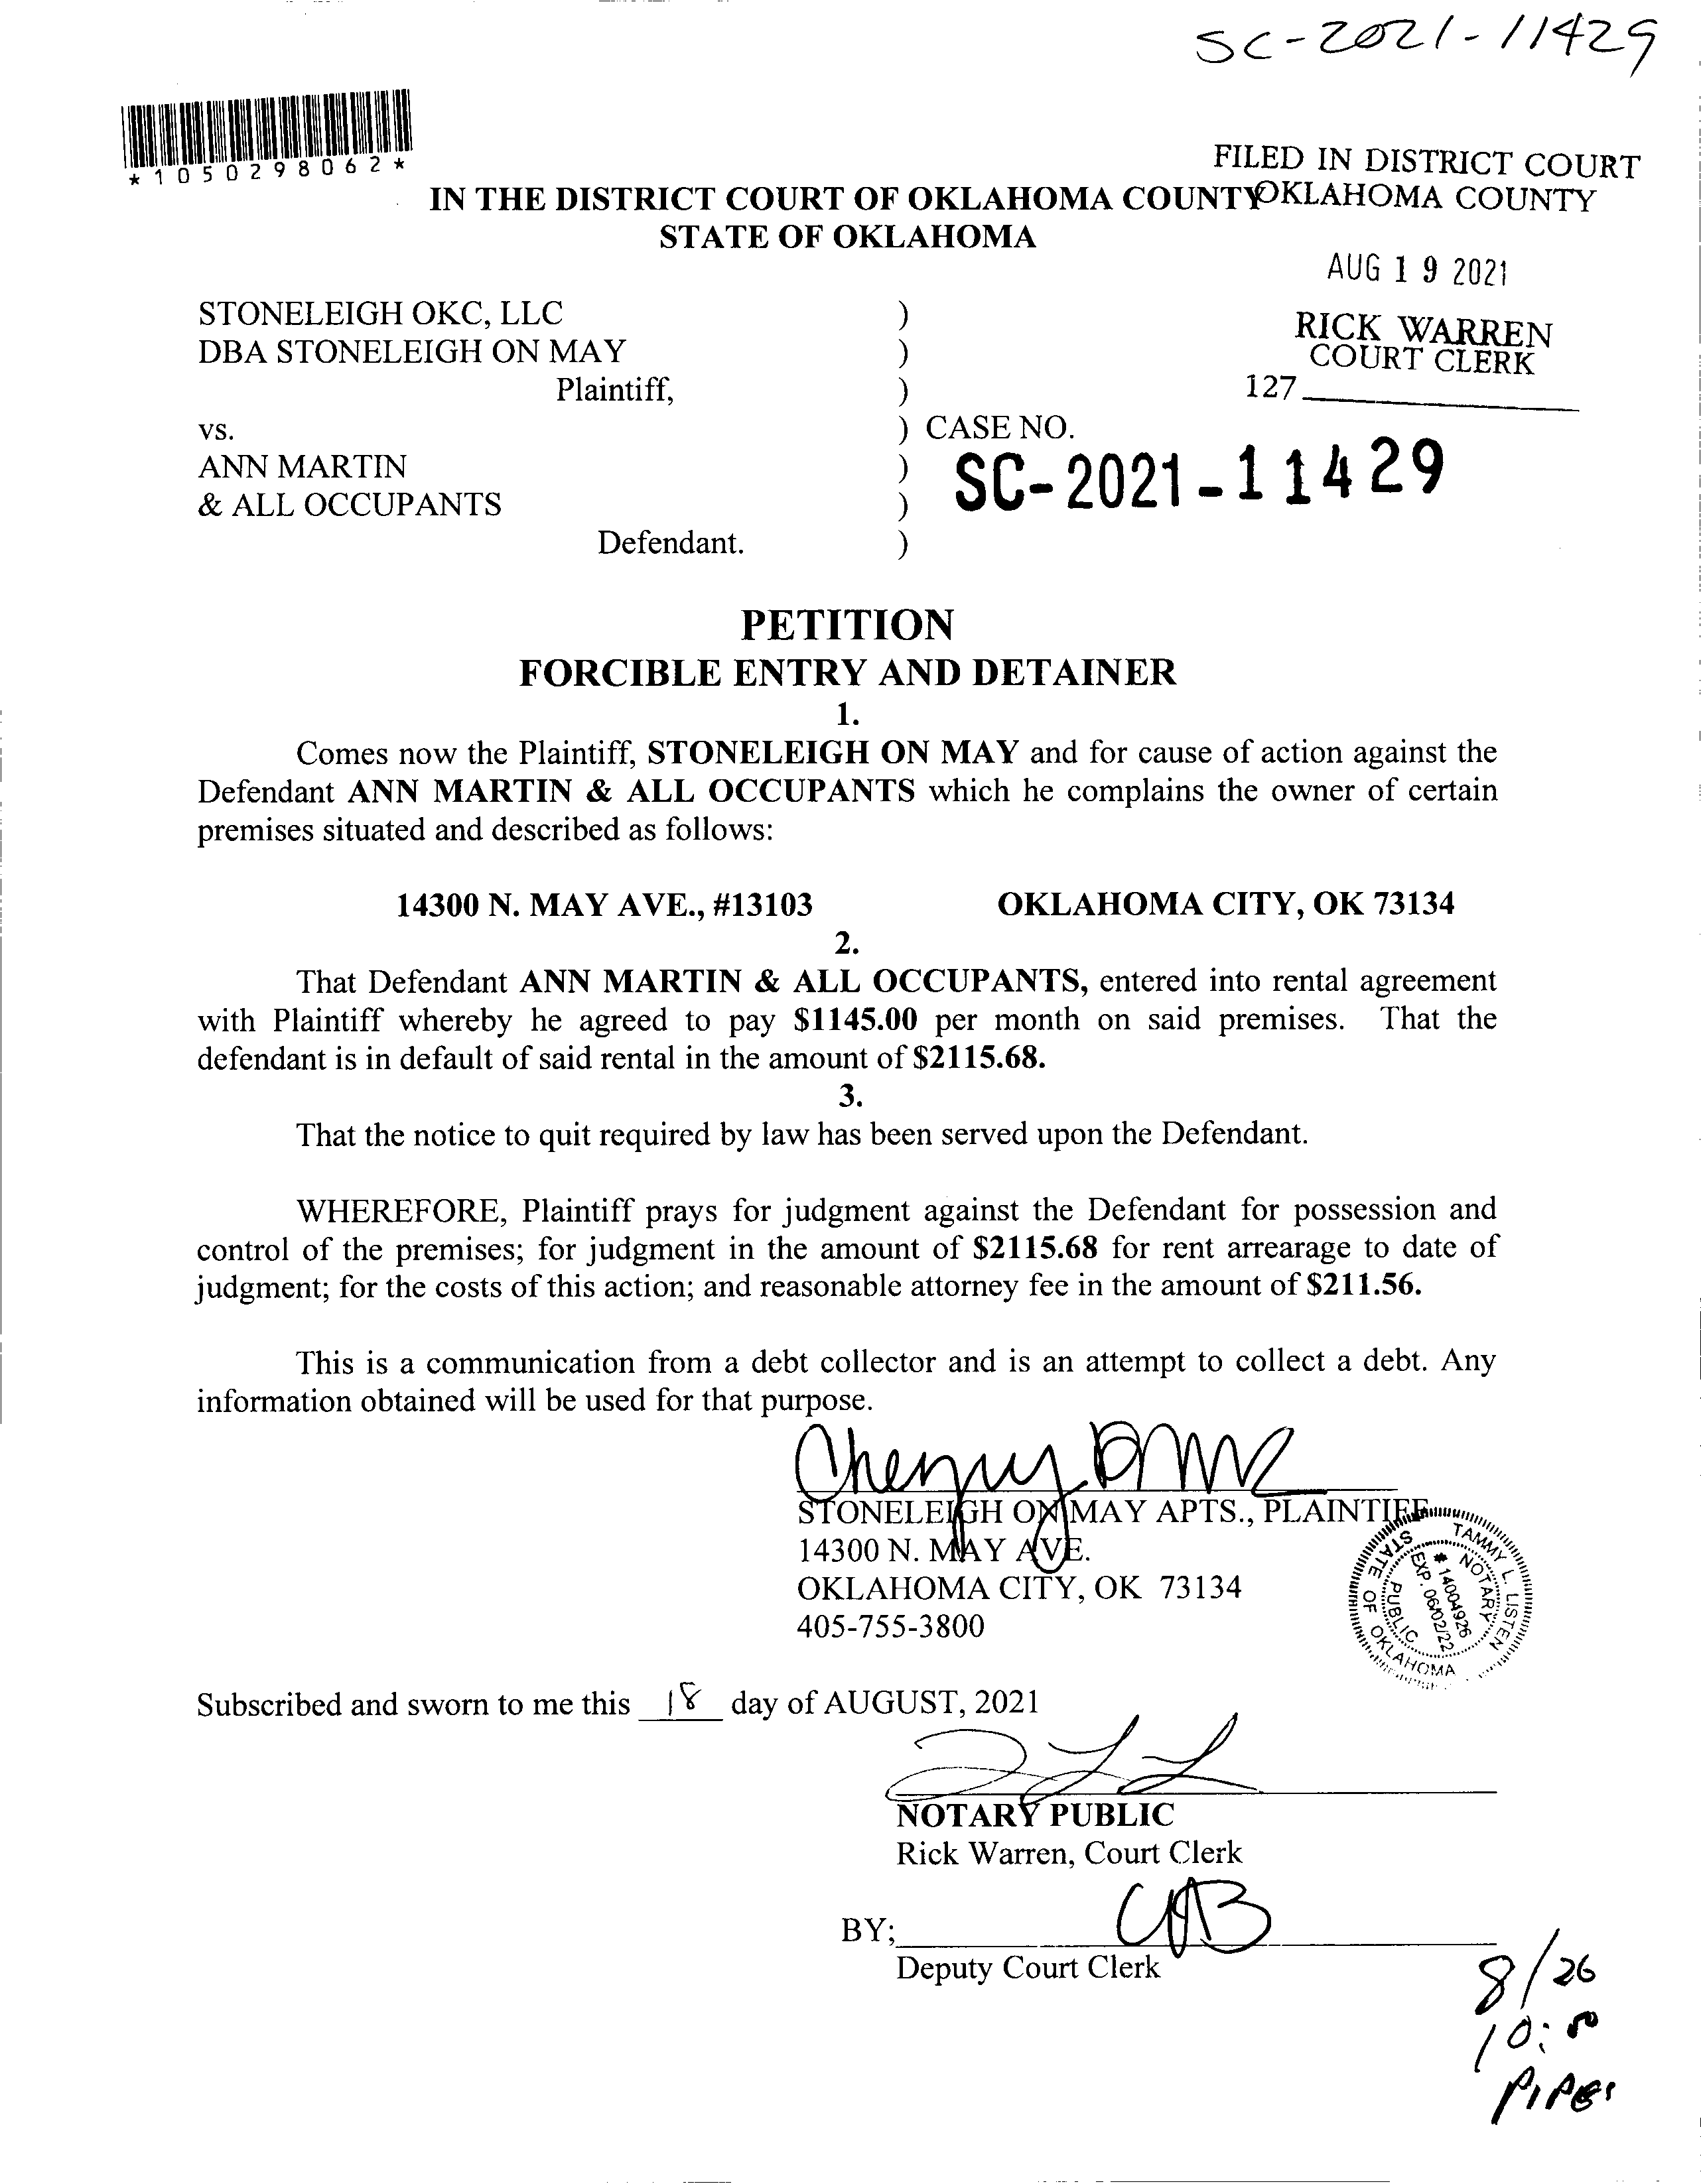 SC-2021-11429
*1050298062*
FILED IN DISTRICT COURT
OKLAHOMA COUNTY
IN THE DISTRICT COURT OF OKLAHOMA COUNTY
STATE OF OKLAHOMA
AUG 19 2021
RICK WARREN
COURT CLERK
127
STONELEIGH OKC, LLC )
DBA STONELEIGH ON MAY )
Plaintiff, )
vs. ) CASE NO.
ANN MARTIN ) SC-2021-11429
& ALL OCCUPANTS )
Defendant. )
PETITION
FORCIBLE ENTRY AND DETAINER
1.
Comes now the Plaintiff, STONELEIGH ON MAY and for cause of action against the
Defendant ANN MARTIN & ALL OCCUPANTS which he complains the owner of certain
premises situated and described as follows:
14300 N. MAY AVE., #13103 OKLAHOMA CITY, OK 73134
2.
That Defendant ANN MARTIN & ALL OCCUPANTS, entered into rental agreement
with Plaintiff whereby he agreed to pay $1145.00 per month on said premises. That the
defendant is in default of said rental in the amount of $2115.68.
3.
That the notice to quit required by law has been served upon the Defendant.
WHEREFORE, Plaintiff prays for judgment against the Defendant for possession and
control of the premises; for judgment in the amount of $2115.68 for rent arrearage to date of
judgment; for the costs of this action; and reasonable attorney fee in the amount of $211.56.
This is a communication from a debt collector and is an attempt to collect a debt. Any
information obtained will be used for that purpose.
STONELEIGH ON MAY APTS., PLAINTIFF
14300 N. MAY AVE.
OKLAHOMA CITY, OK 73134
405-755-3800
TAMMY L. LISTEN
NOTARY
# 14004926
EXP. 06/02/22
PUBLIC
STATE OF OKLAHOMA
Subscribed and sworn to me this 18 day of AUGUST, 2021
NOTARY PUBLIC
Rick Warren, Court Clerk
BY;
Deputy Court Clerk
8/26
10:00
PIPES